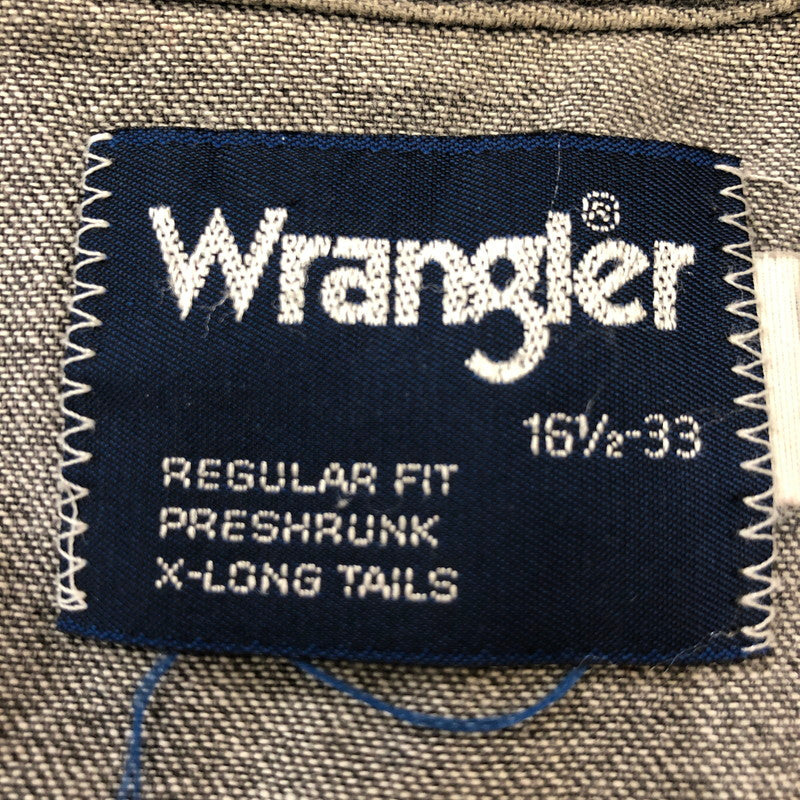 Wrangler®
16½-33
REGULAR FIT
PRESHRUNK
X-LONG TAILS